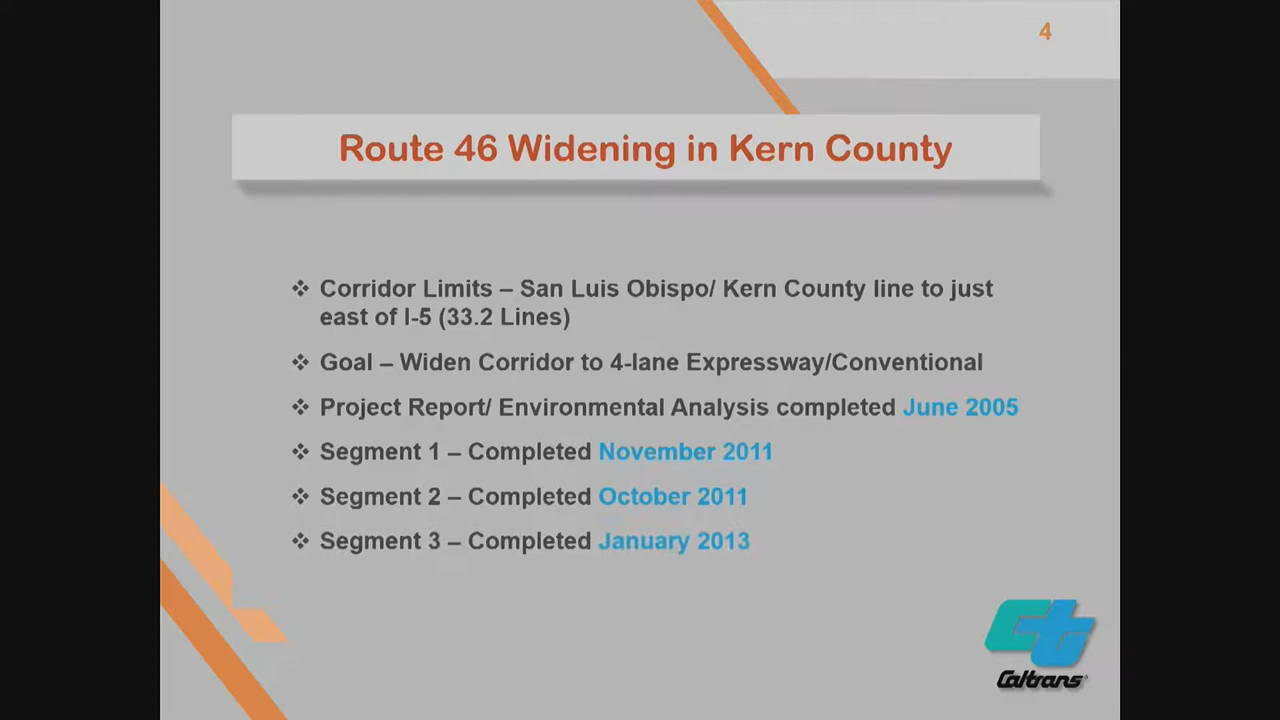 4
Route 46 Widening in Kern County
❖ Corridor Limits – San Luis Obispo/ Kern County line to just
east of I-5 (33.2 Lines)
❖ Goal – Widen Corridor to 4-lane Expressway/Conventional
❖ Project Report/ Environmental Analysis completed June 2005
❖ Segment 1 – Completed November 2011
❖ Segment 2 – Completed October 2011
❖ Segment 3 – Completed January 2013
Ct
Caltrans